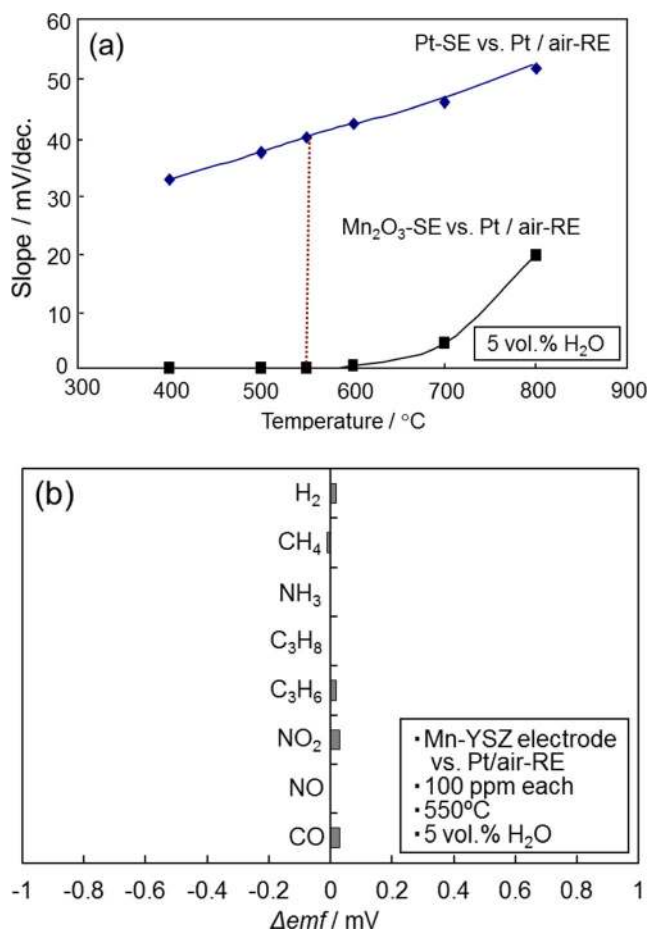 (a)
Pt-SE vs. Pt / air-RE
Mn₂O₃-SE vs. Pt / air-RE
5 vol.% H₂O
Slope / mV/dec.
60
50
40
30
20
10
0
300 400 500 600 700 800 900
Temperature / °C
(b)
H₂
CH₄
NH₃
C₃H₈
C₃H₆
NO₂
NO
CO
▪ Mn-YSZ electrode
vs. Pt/air-RE
▪ 100 ppm each
▪ 550ºC
▪ 5 vol.% H₂O
-1 -0.8 -0.6 -0.4 -0.2 0 0.2 0.4 0.6 0.8 1
Δemf / mV